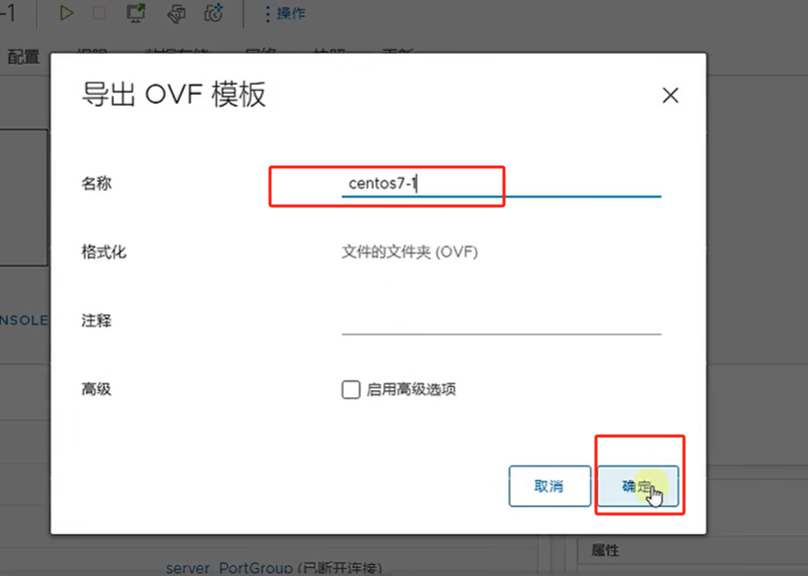 -1
操作
配置
导出 OVF 模板
名称 centos7-1
格式化 文件的文件夹 (OVF)
NSOLE
注释
高级 启用高级选项
取消 确定
属性
server_PortGroup (已断开连接)